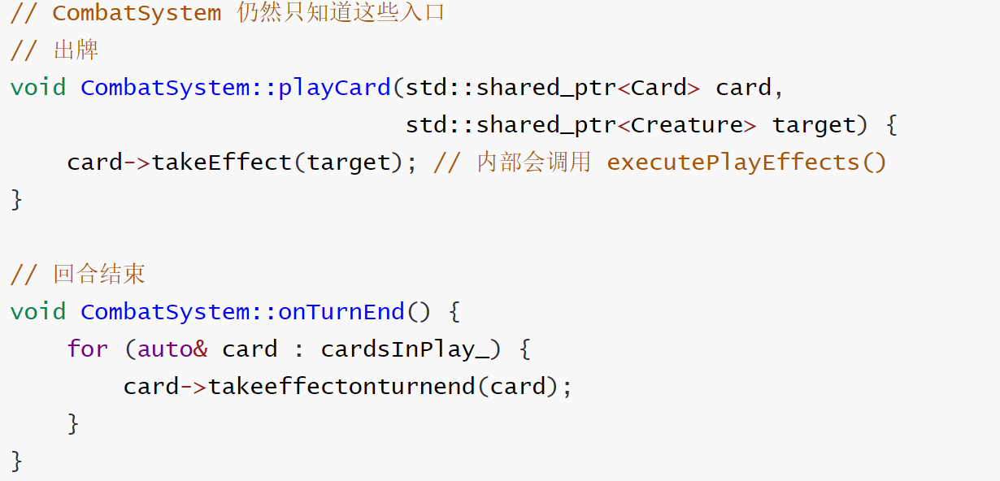 // CombatSystem 仍然只知道这些入口
// 出牌
void CombatSystem::playCard(std::shared_ptr<Card> card,
                            std::shared_ptr<Creature> target) {
    card->takeEffect(target); // 内部会调用 executePlayEffects()
}

// 回合结束
void CombatSystem::onTurnEnd() {
    for (auto& card : cardsInPlay_) {
        card->takeeffectonturnend(card);
    }
}